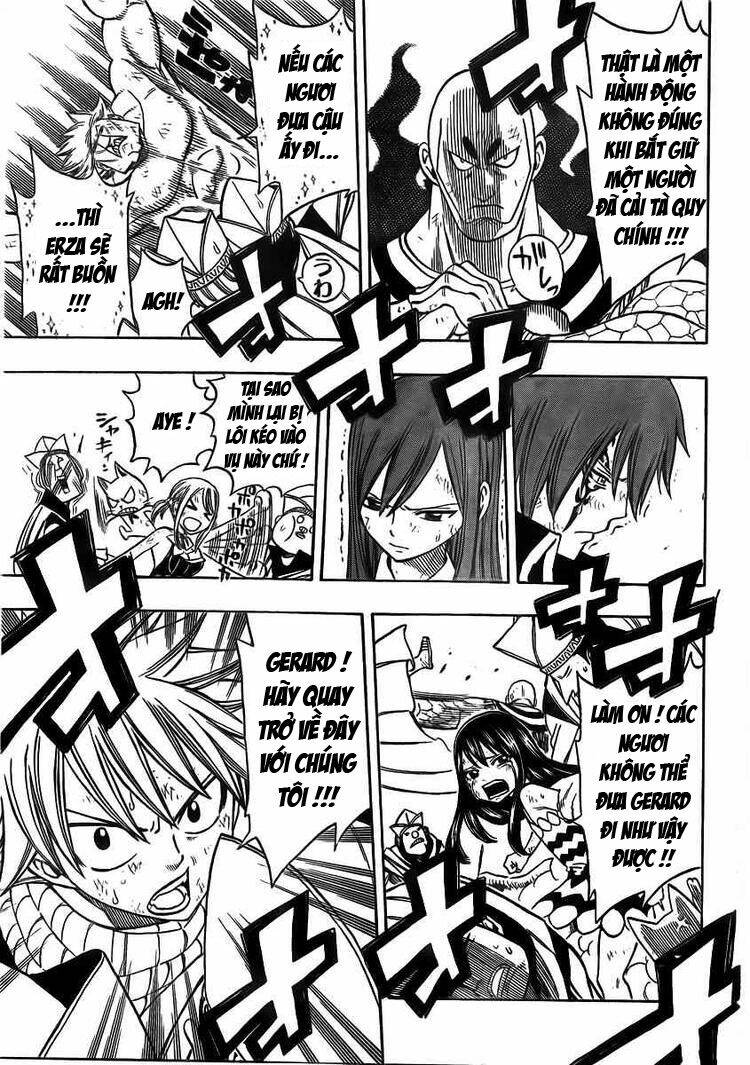 THẬT LÀ MỘT
HÀNH ĐỘNG
KHÔNG ĐÚNG
KHI BẮT GIỮ
MỘT NGƯỜI
ĐÃ CẢI TÀ QUY
CHÍNH !!!
NẾU CÁC
NGƯƠI
ĐƯA CẬU
ẤY ĐI...
...THÌ
ERZA SẼ
RẤT BUỒN
!!!
AGH!
うわ
TẠI SAO
MÌNH LẠI BỊ
LÔI KÉO VÀO
VỤ NÀY CHỨ !
AYE !
LÀM ƠN ! CÁC
NGƯƠI
KHÔNG THỂ
ĐƯA GERARD
ĐI NHƯ VẬY
ĐƯỢC !!
GERARD !
HÃY QUAY
TRỞ VỀ ĐÂY
VỚI CHÚNG
TÔI !!!